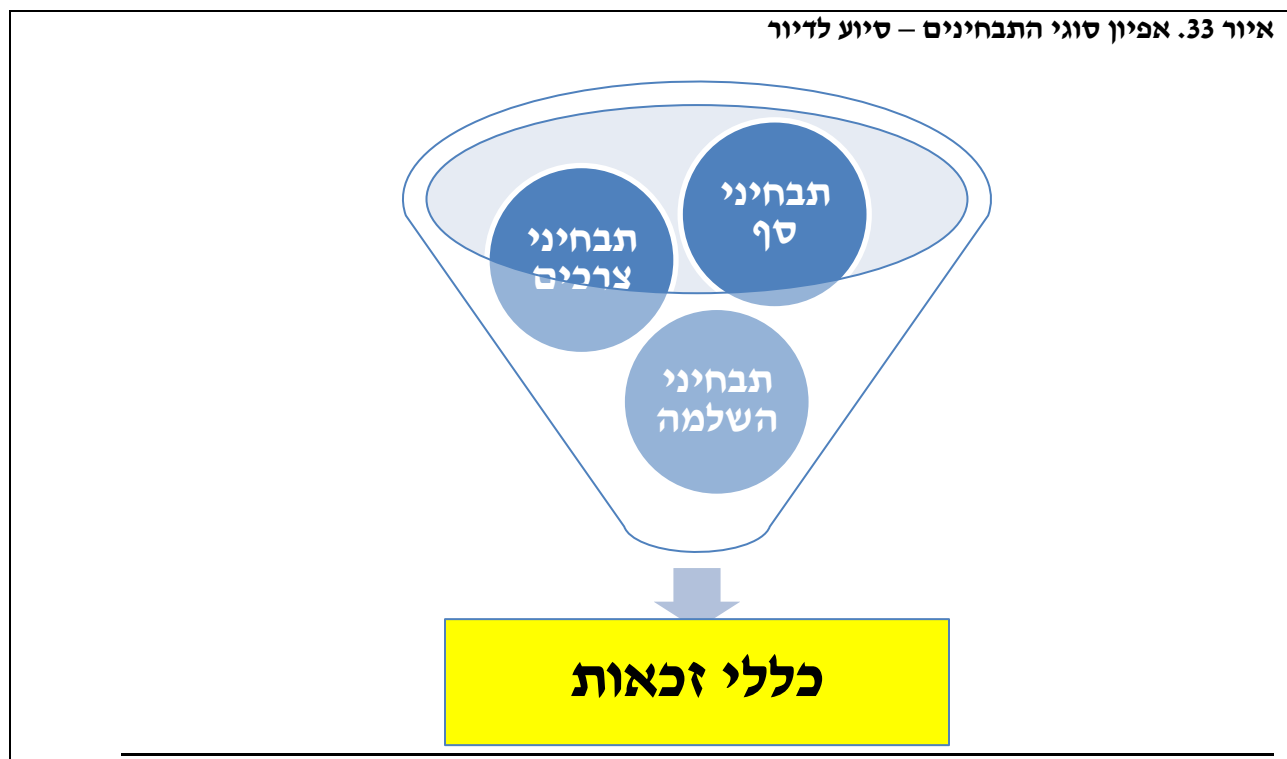 איור 33. אפיון סוגי התבחינים – סיוע לדיור
תבחיני
סף
תבחיני
צרכים
תבחיני
השלמה
כללי זכאות